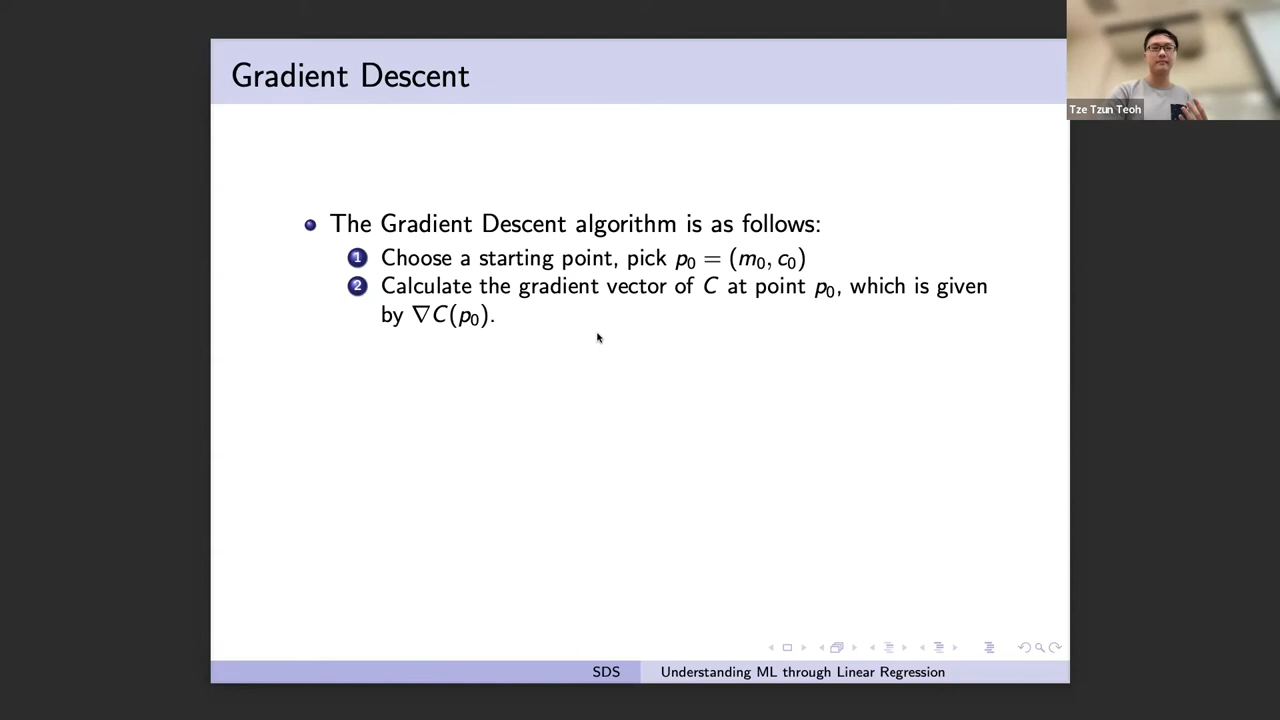 Gradient Descent
Tze Tzun Teoh
The Gradient Descent algorithm is as follows:
1 Choose a starting point, pick p₀ = (m₀, c₀)
2 Calculate the gradient vector of C at point p₀, which is given
by ∇C(p₀).
SDS
Understanding ML through Linear Regression